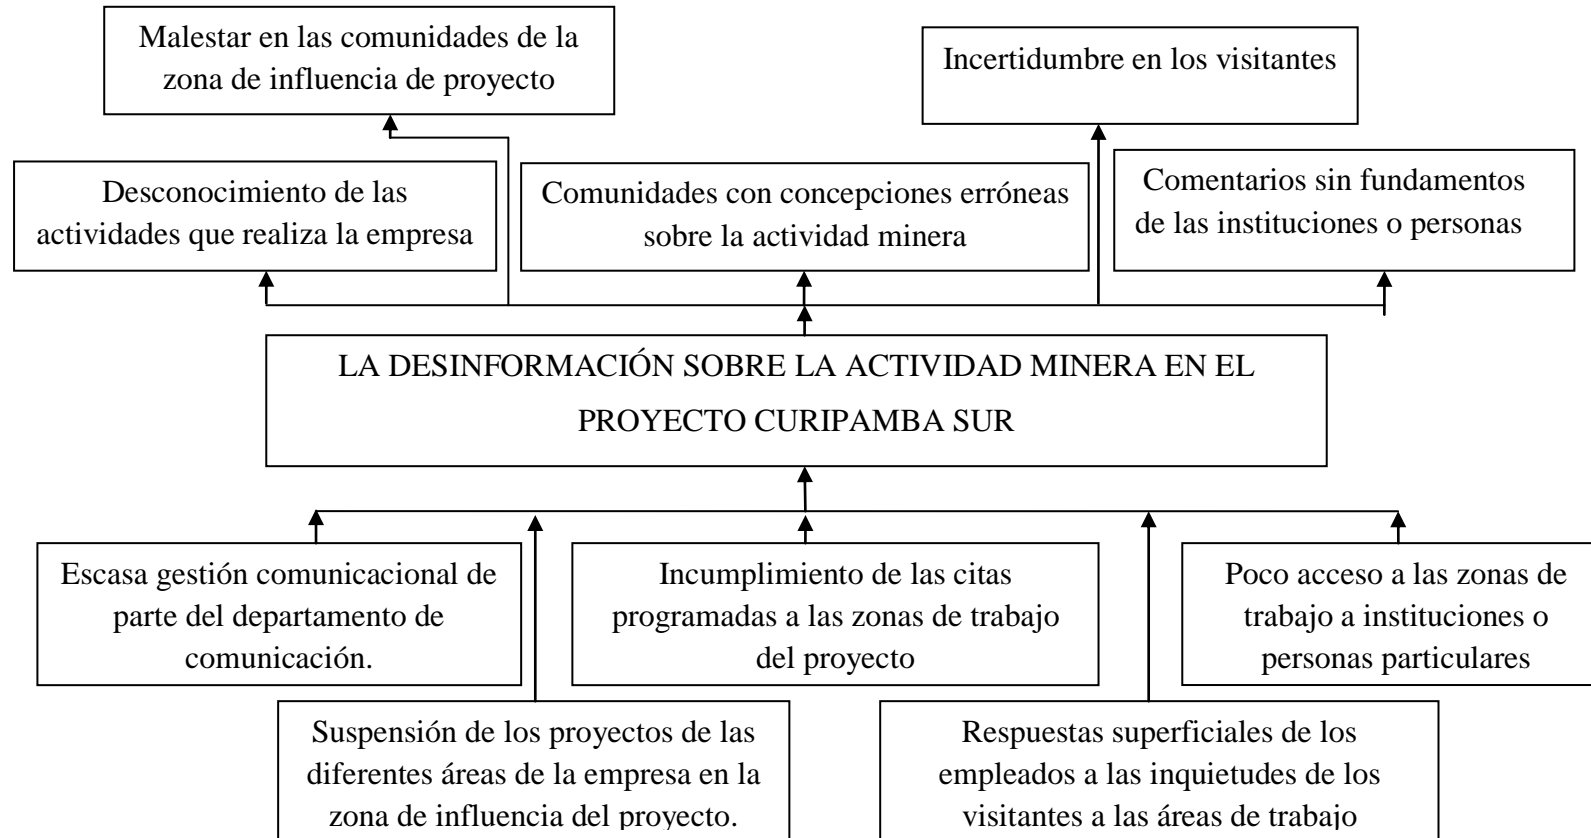 Malestar en las comunidades de la
zona de influencia de proyecto
Incertidumbre en los visitantes
Desconocimiento de las
actividades que realiza la empresa
Comunidades con concepciones erróneas
sobre la actividad minera
Comentarios sin fundamentos
de las instituciones o personas
LA DESINFORMACIÓN SOBRE LA ACTIVIDAD MINERA EN EL
PROYECTO CURIPAMBA SUR
Escasa gestión comunicacional de
parte del departamento de
comunicación.
Incumplimiento de las citas
programadas a las zonas de trabajo
del proyecto
Poco acceso a las zonas de
trabajo a instituciones o
personas particulares
Suspensión de los proyectos de las
diferentes áreas de la empresa en la
zona de influencia del proyecto.
Respuestas superficiales de los
empleados a las inquietudes de los
visitantes a las áreas de trabajo